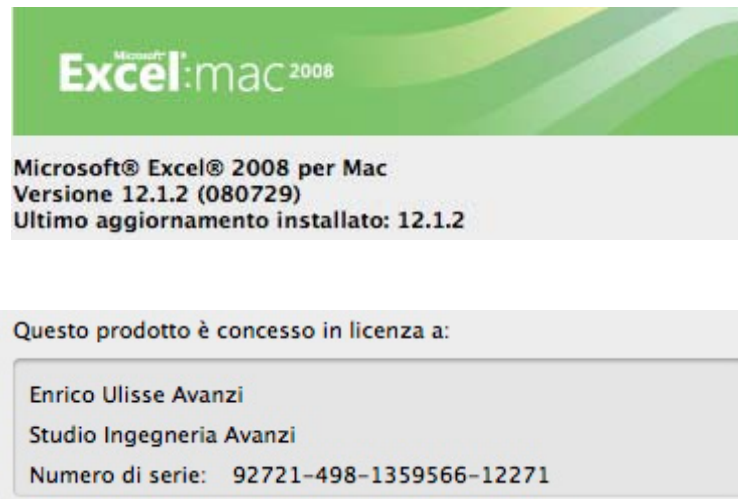 Microsoft®
Excel:mac 2008
Microsoft® Excel® 2008 per Mac
Versione 12.1.2 (080729)
Ultimo aggiornamento installato: 12.1.2
Questo prodotto è concesso in licenza a:
Enrico Ulisse Avanzi
Studio Ingegneria Avanzi
Numero di serie: 92721-498-1359566-12271